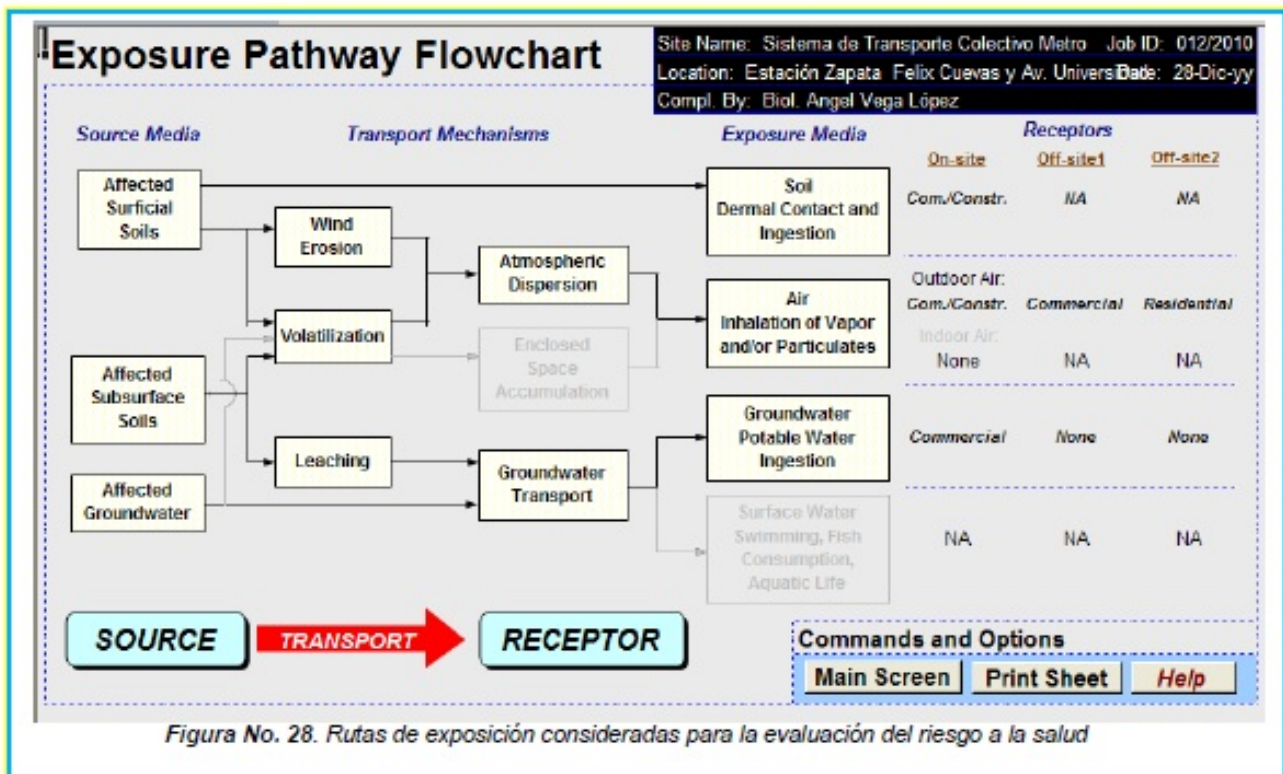 Exposure Pathway Flowchart
Site Name: Sistema de Transporte Colectivo Metro Job ID: 012/2010
Location: Estación Zapata Felix Cuevas y Av. Date: 28-Dic-yy
Compl. By: Biol. Angel Vega López
Source Media
Transport Mechanisms
Exposure Media
Receptors
On-site
Off-site1
Off-site2
Affected
Surficial
Soils
Wind
Erosion
Volatilization
Atmospheric
Dispersion
Enclosed
Space
Accumulation
Soil
Dermal Contact and
Ingestion
Com./Constr.
NA
NA
Air
Inhalation of Vapor
and/or Particulates
Outdoor Air:
Com./Constr.
Commercial
Residential
Indoor Air:
None
NA
NA
Affected
Subsurface
Soils
Leaching
Affected
Groundwater
Groundwater
Transport
Groundwater
Potable Water
Ingestion
Commercial
None
None
Surface Water
Swimming, Fish
Consumption,
Aquatic Life
NA
NA
NA
SOURCE
TRANSPORT
RECEPTOR
Commands and Options
Main Screen
Print Sheet
Help
Figura No. 28. Rutas de exposición consideradas para la evaluación del riesgo a la salud